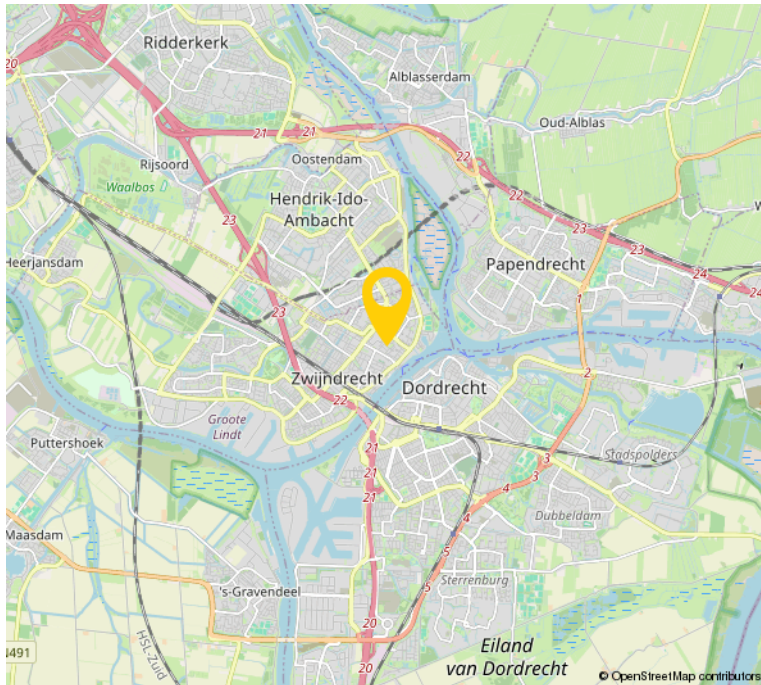 Ridderkerk
20
Alblasserdam
21
21
Oud-Alblas
Oostendam
22
Rijsoord
Waalbos
Hendrik-Ido-
Ambacht
22
23
23
Heerjansdam
Papendrecht
24
24
1
23
Zwijndrecht
Dordrecht
2
22
Groote
Lindt
Puttershoek
21
Stadspolders
3
21
3
21
4
4
Dubbeldam
Maasdam
5
Sterrenburg
's-Gravendeel
5
20
HSL-Zuid
Eiland
van Dordrecht
N491
20
© OpenStreetMap contributors